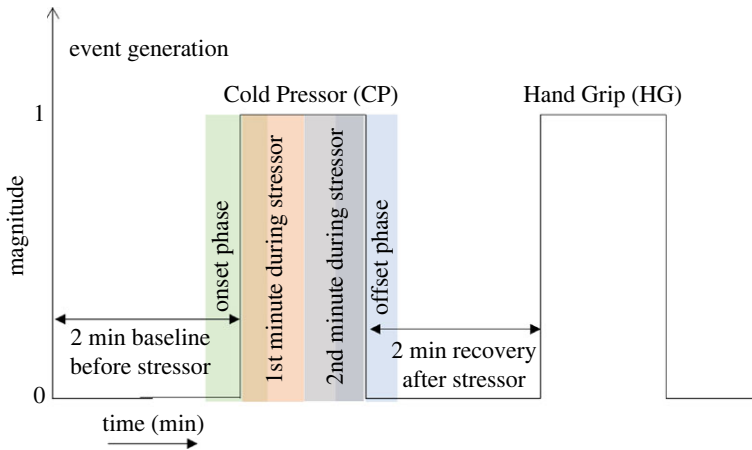 event generation
Cold Pressor (CP)
Hand Grip (HG)
1
magnitude
onset phase
1st minute during stressor
2nd minute during stressor
offset phase
2 min baseline
before stressor
2 min recovery
after stressor
0
time (min)